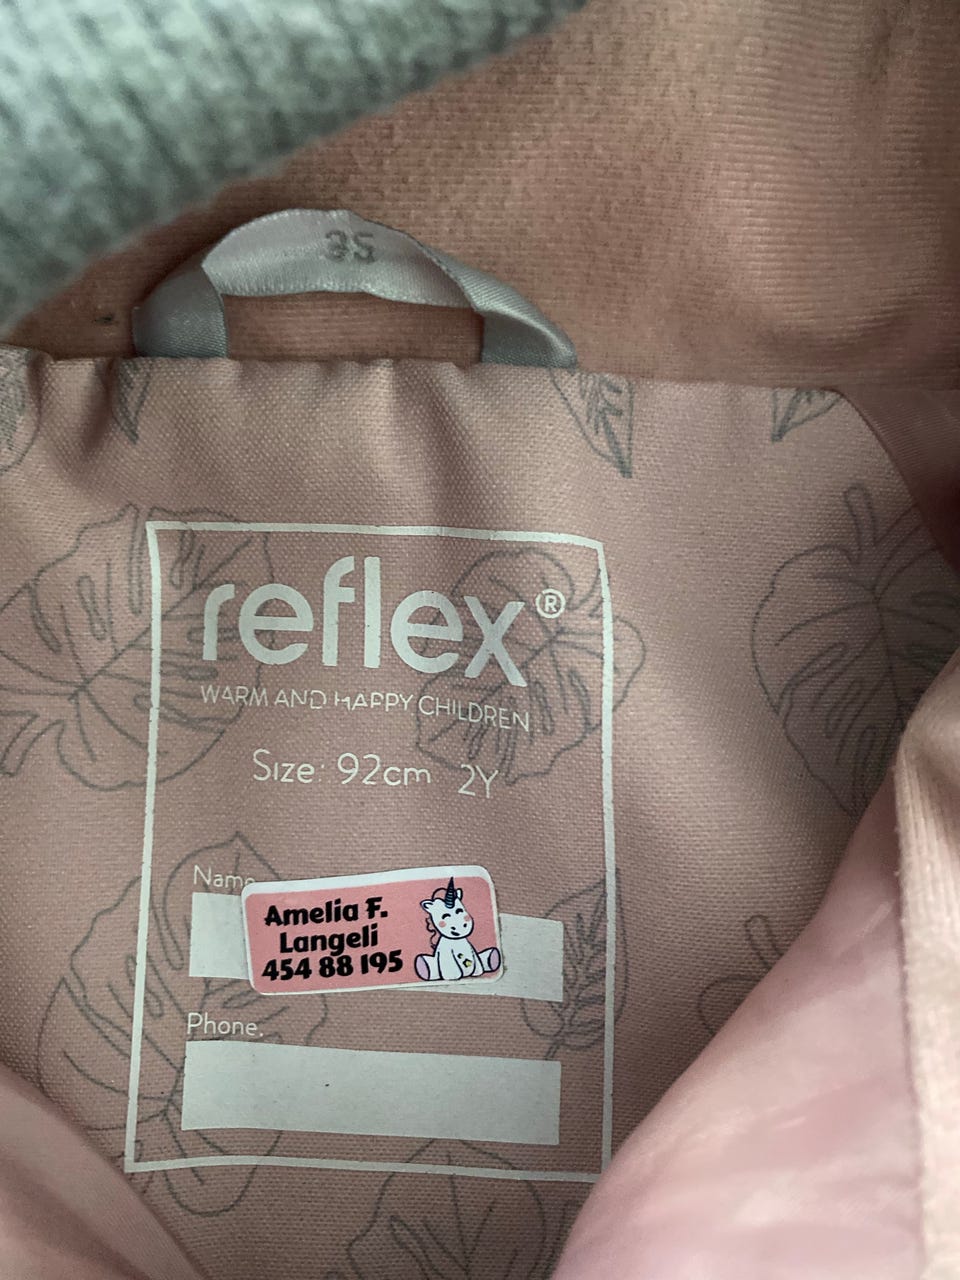 reflex®
WARM AND HAPPY CHILDREN
Size: 92cm 2Y
Name
Amelia F.
Langeli
454 88 195
Phone.